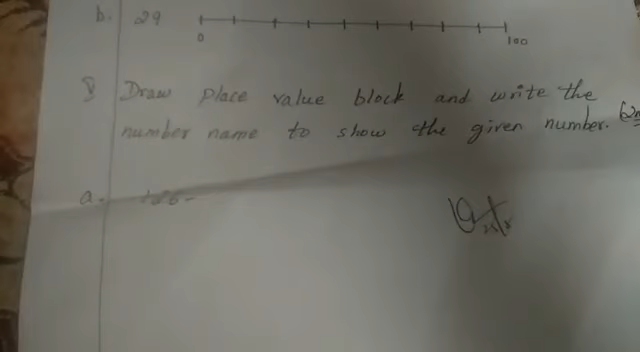 b. 29
0 100
8 Draw place value block and write the
number name to show the given number.
a.